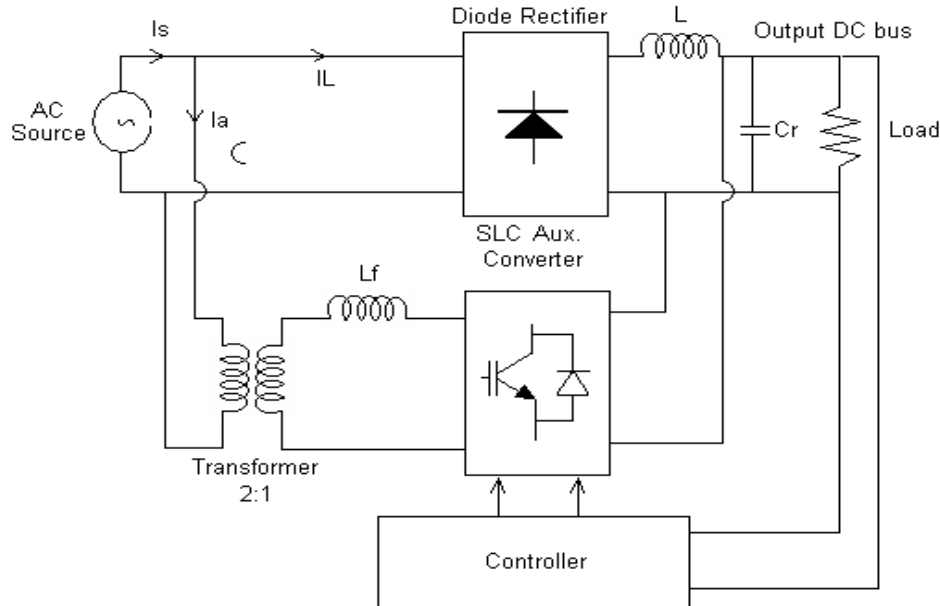 Diode Rectifier
L
Output DC bus
Is
IL
AC
Source
Ia
Cr
Load
SLC Aux.
Converter
Lf
Transformer
2:1
Controller